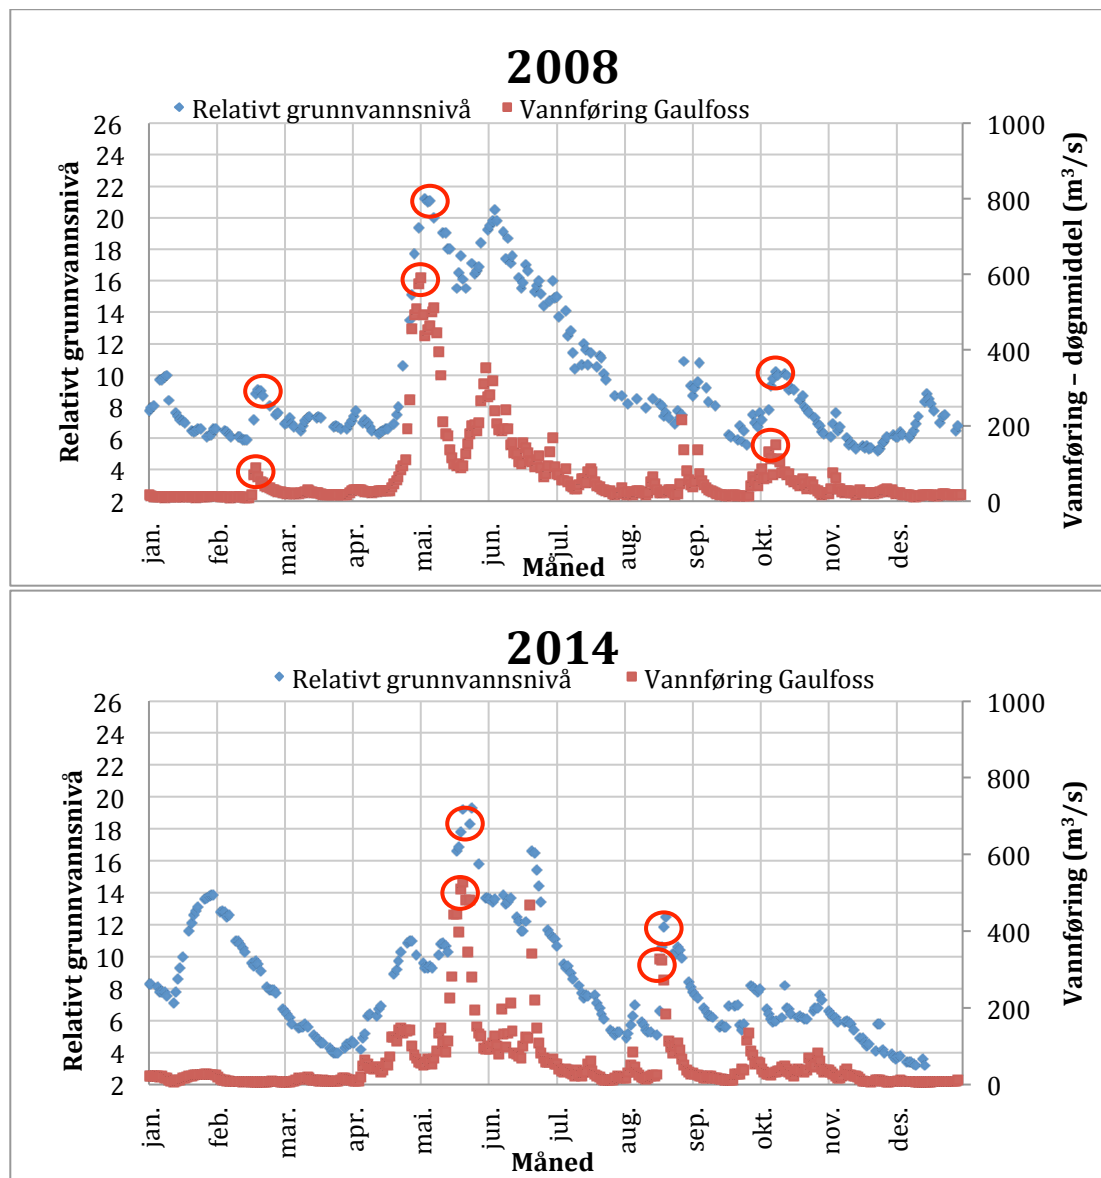 2008
Relativt grunnvannsnivå Vannføring Gaulfoss
26 1000
24
22
20 800
18
16 600
14
12
10 400
8
6 200
4
2 0
Relativt grunnvannsnivå
Vannføring – døgnmiddel (m³/s)
jan. feb. mar. apr. mai. jun. jul. aug. sep. okt. nov. des.
Måned
2014
Relativt grunnvannsnivå Vannføring Gaulfoss
26 1000
24
22
20 800
18
16 600
14
12
10 400
8
6 200
4
2 0
Relativt grunnvannsnivå
Vannføring (m³/s)
jan. feb. mar. apr. mai. jun. jul. aug. sep. okt. nov. des.
Måned